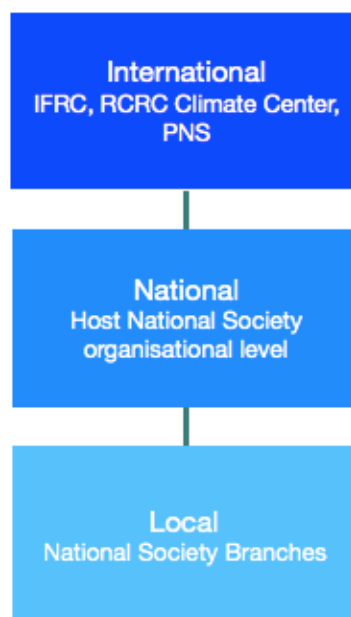 International
IFRC, RCRC Climate Center,
PNS
National
Host National Society
organisational level
Local
National Society Branches